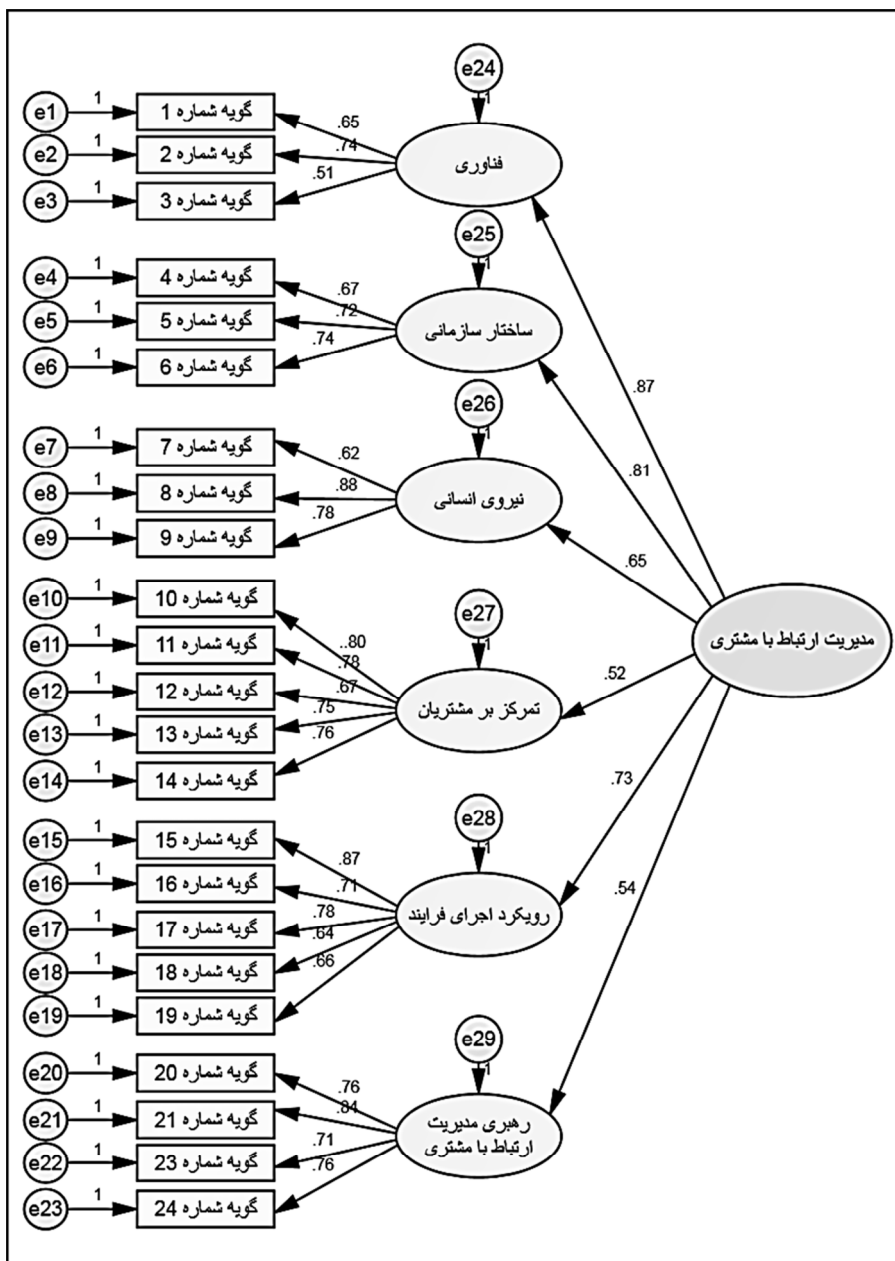 e24
e1 1 گویه شماره 1 .65 1
e2 1 گویه شماره 2 .74 فناوری
e3 1 گویه شماره 3 .51
e25
e4 1 گویه شماره 4 .67 1
e5 1 گویه شماره 5 .72 ساختار سازمانی
e6 1 گویه شماره 6 .74
.87
e26
.81
e7 1 گویه شماره 7 .62 1
e8 1 گویه شماره 8 .88 نیروی انسانی
e9 1 گویه شماره 9 .78
.65
e10 1 گویه شماره 10 ..80
e27
e11 1 گویه شماره 11 .78 1
مدیریت ارتباط با مشتری
.52
e12 1 گویه شماره 12 .67 تمرکز بر مشتریان
e13 1 گویه شماره 13 .75
e14 1 گویه شماره 14 .76
.73
e28
e15 1 گویه شماره 15 .87 1
e16 1 گویه شماره 16 .71
.54
e17 1 گویه شماره 17 .78 رویکرد اجرای فرایند
e18 1 گویه شماره 18 .64
e19 1 گویه شماره 19 .66
e29
e20 1 گویه شماره 20 .76 1
e21 1 گویه شماره 21 .84 رهبری مدیریت
e22 1 گویه شماره 23 .71 ارتباط با مشتری
e23 1 گویه شماره 24 .76